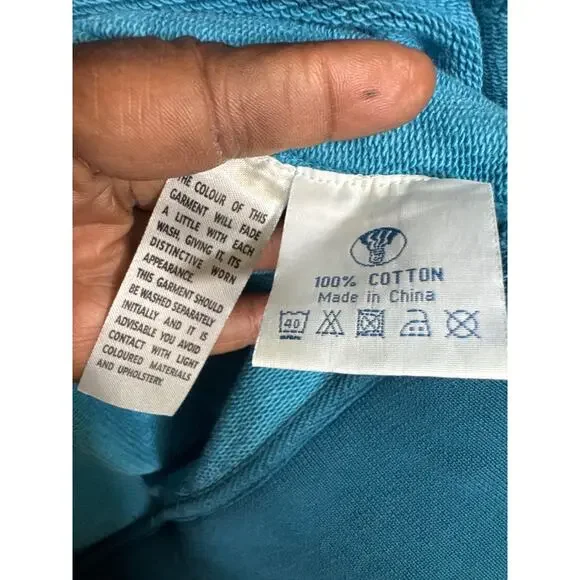 THE COLOUR OF THIS
GARMENT WILL FADE
A LITTLE WITH EACH
WASH, GIVING IT, ITS
DISTINCTIVE WORN
APPEARANCE.
THIS GARMENT SHOULD
BE WASHED SEPARATELY
INITIALLY AND IT IS
ADVISABLE YOU AVOID
CONTACT WITH LIGHT
COLOURED MATERIALS
AND UPHOLSTERY.
100% COTTON
Made in China
40